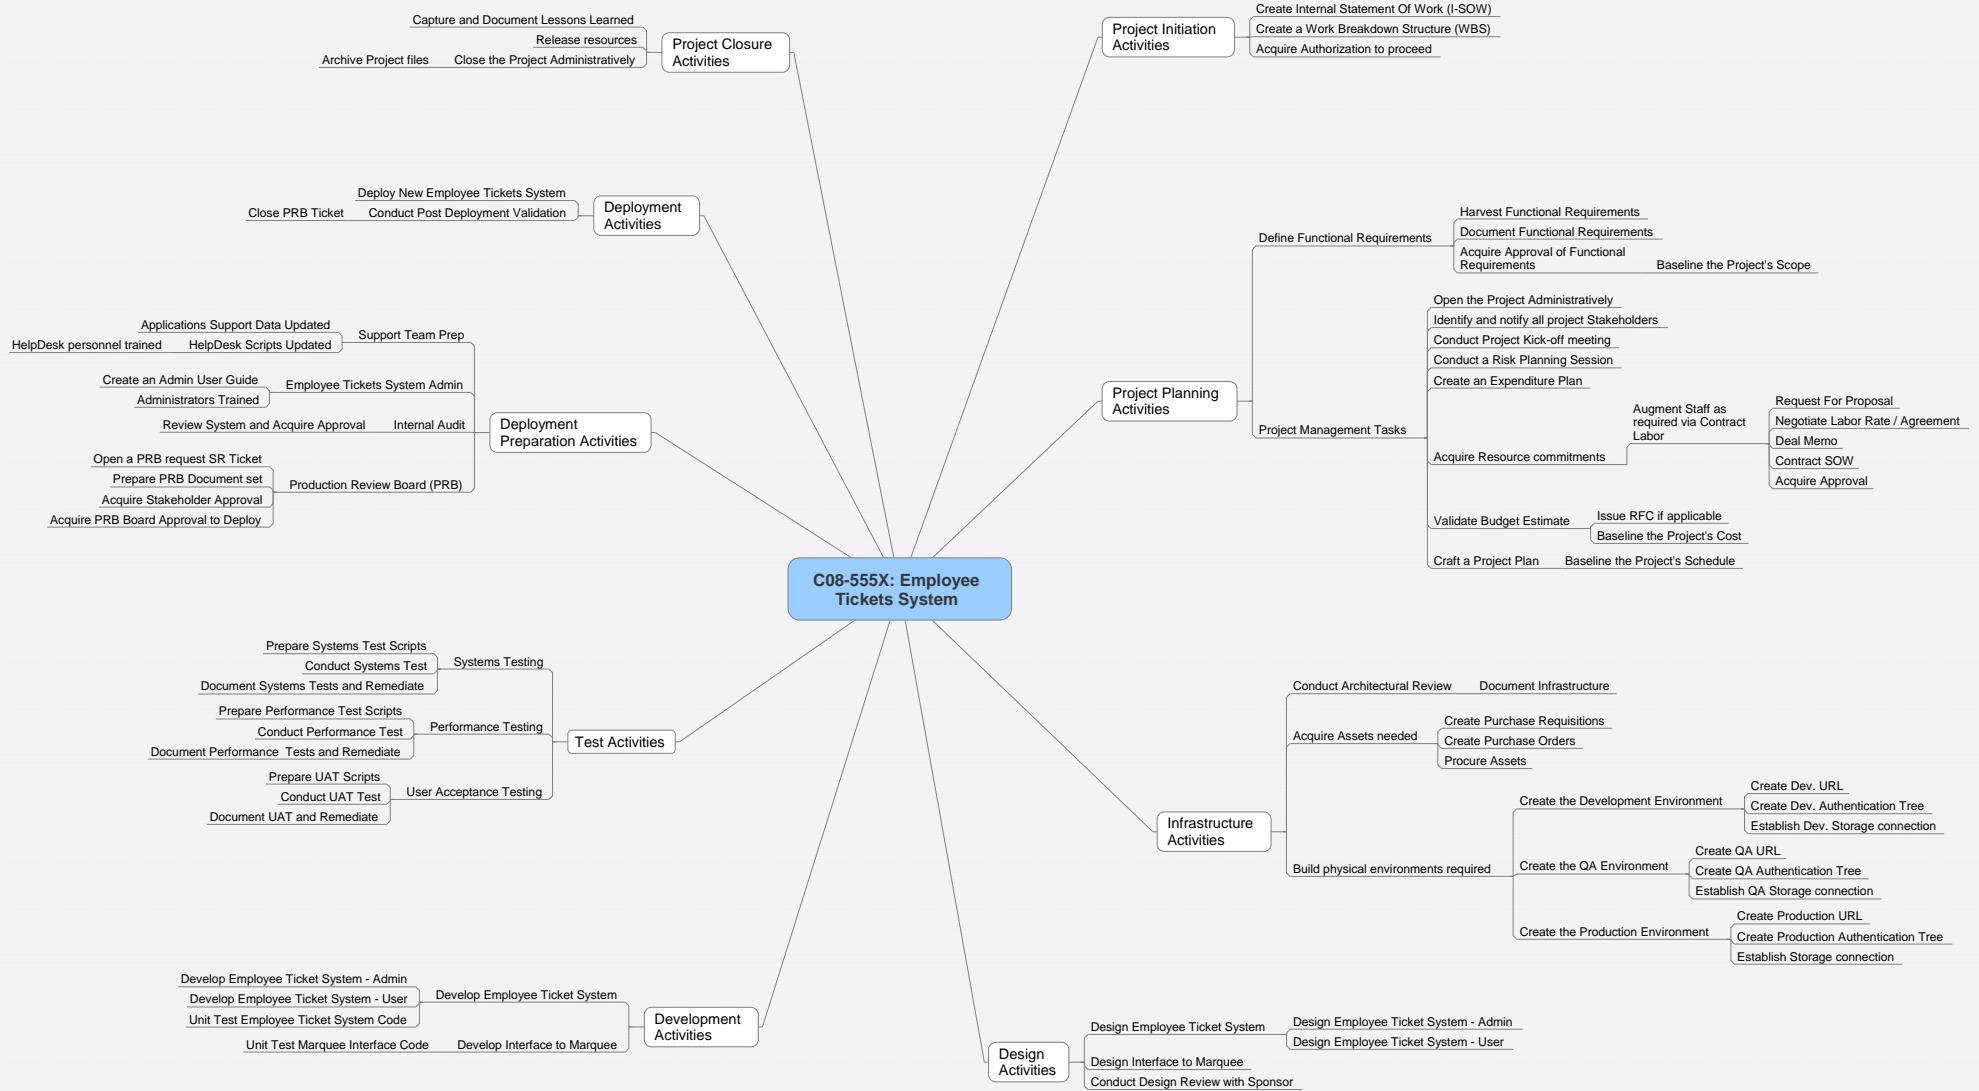 C08-555X: Employee
Tickets System
Project Initiation
Activities
Create Internal Statement Of Work (I-SOW)
Create a Work Breakdown Structure (WBS)
Acquire Authorization to proceed
Project Planning
Activities
Define Functional Requirements
Harvest Functional Requirements
Document Functional Requirements
Acquire Approval of Functional
Requirements
Baseline the Project's Scope
Project Management Tasks
Open the Project Administratively
Identify and notify all project Stakeholders
Conduct Project Kick-off meeting
Conduct a Risk Planning Session
Create an Expenditure Plan
Acquire Resource commitments
Augment Staff as
required via Contract
Labor
Request For Proposal
Negotiate Labor Rate / Agreement
Deal Memo
Contract SOW
Acquire Approval
Validate Budget Estimate
Issue RFC if applicable
Baseline the Project's Cost
Craft a Project Plan
Baseline the Project's Schedule
Infrastructure
Activities
Conduct Architectural Review
Document Infrastructure
Acquire Assets needed
Create Purchase Requisitions
Create Purchase Orders
Procure Assets
Build physical environments required
Create the Development Environment
Create Dev. URL
Create Dev. Authentication Tree
Establish Dev. Storage connection
Create the QA Environment
Create QA URL
Create QA Authentication Tree
Establish QA Storage connection
Create the Production Environment
Create Production URL
Create Production Authentication Tree
Establish Storage connection
Design
Activities
Design Employee Ticket System
Design Employee Ticket System - Admin
Design Employee Ticket System - User
Design Interface to Marquee
Conduct Design Review with Sponsor
Development
Activities
Develop Employee Ticket System
Develop Employee Ticket System - Admin
Develop Employee Ticket System - User
Unit Test Employee Ticket System Code
Develop Interface to Marquee
Unit Test Marquee Interface Code
Test Activities
Systems Testing
Prepare Systems Test Scripts
Conduct Systems Test
Document Systems Tests and Remediate
Performance Testing
Prepare Performance Test Scripts
Conduct Performance Test
Document Performance  Tests and Remediate
User Acceptance Testing
Prepare UAT Scripts
Conduct UAT Test
Document UAT and Remediate
Deployment
Preparation Activities
Support Team Prep
Applications Support Data Updated
HelpDesk Scripts Updated
HelpDesk personnel trained
Employee Tickets System Admin
Create an Admin User Guide
Administrators Trained
Internal Audit
Review System and Acquire Approval
Production Review Board (PRB)
Open a PRB request SR Ticket
Prepare PRB Document set
Acquire Stakeholder Approval
Acquire PRB Board Approval to Deploy
Deployment
Activities
Deploy New Employee Tickets System
Conduct Post Deployment Validation
Close PRB Ticket
Project Closure
Activities
Capture and Document Lessons Learned
Release resources
Close the Project Administratively
Archive Project files